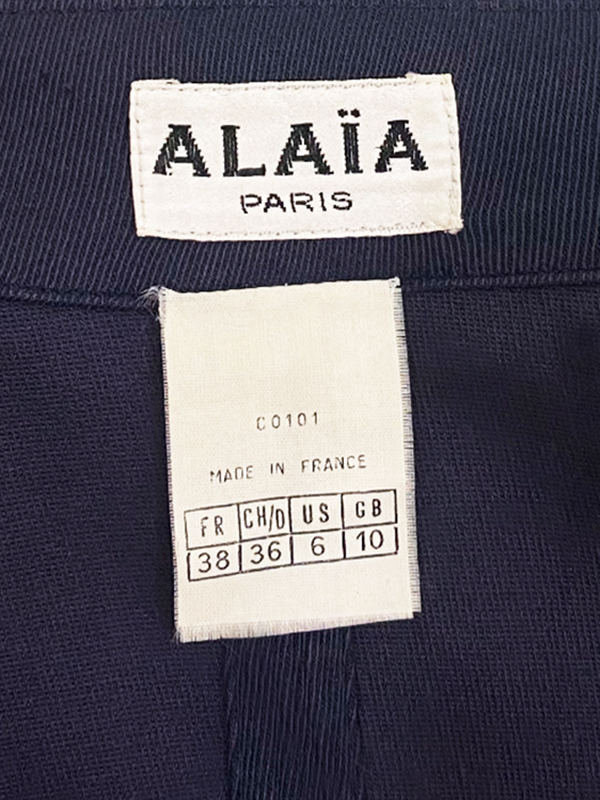 ALAÏA
PARIS
C0101
MADE IN FRANCE
FR CH/D US GB
38 36 6 10